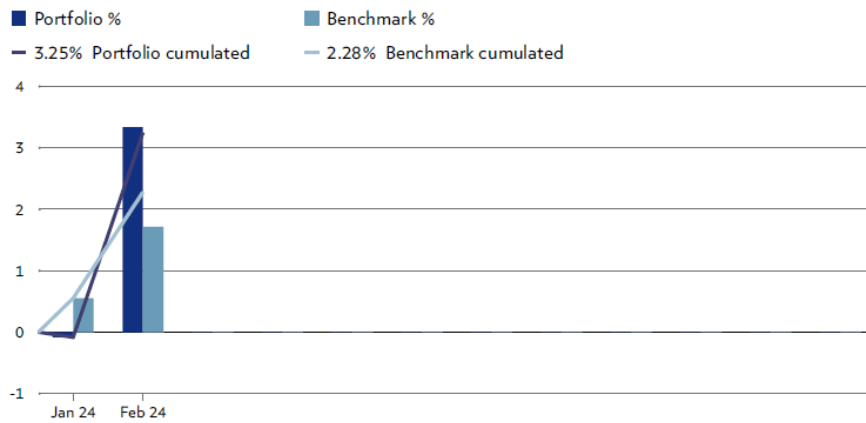 Portfolio % Benchmark %
3.25% Portfolio cumulated 2.28% Benchmark cumulated
4
3
2
1
0
-1
Jan 24 Feb 24